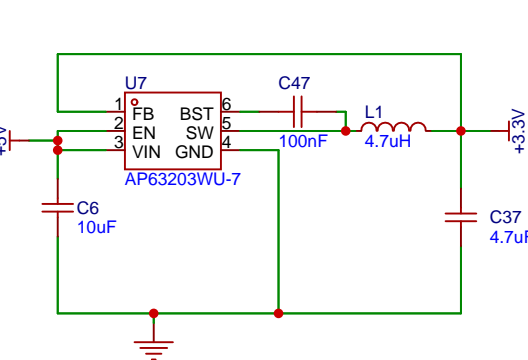 U7
C47
1 FB BST 6
2 EN SW 5
3 VIN GND 4
AP63203WU-7
100nF
L1
4.7uH
+5V
+3.3V
C6
10uF
C37
4.7uF